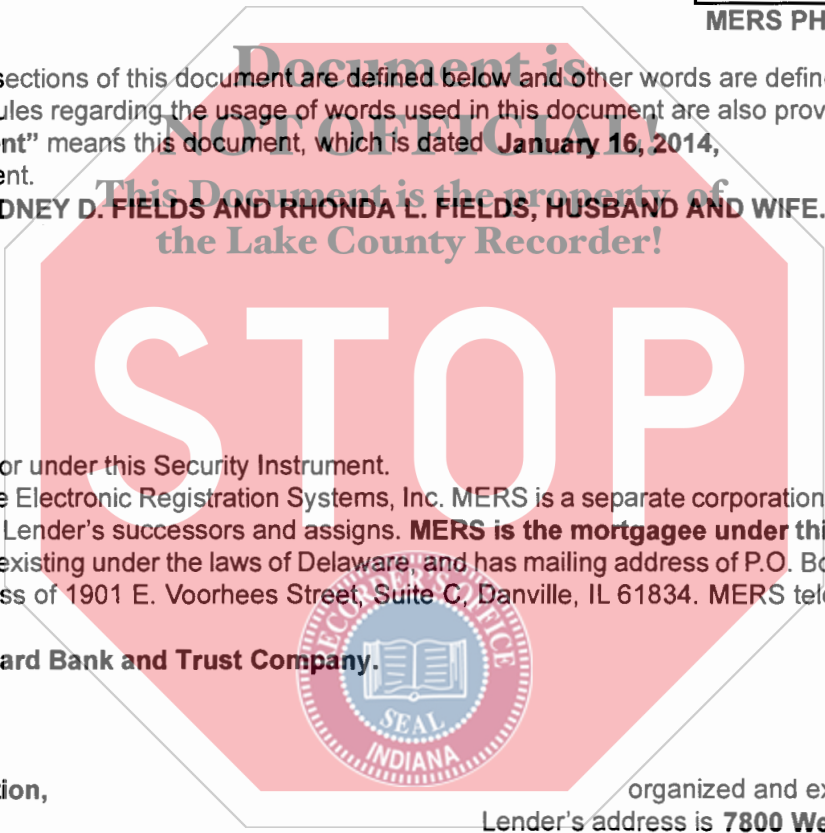 MERS PH
Document is
sections of this document are defined below and other words are define
ules regarding the usage of words used in this document are also prov
NOT OFFICIAL!
nt” means this document, which is dated January 16, 2014,
ent.
This Document is the property of
DNEY D. FIELDS AND RHONDA L. FIELDS, HUSBAND AND WIFE.
the Lake County Recorder!
STOP
or under this Security Instrument.
e Electronic Registration Systems, Inc. MERS is a separate corporation
Lender's successors and assigns. MERS is the mortgagee under thi
existing under the laws of Delaware, and has mailing address of P.O. Bo
ss of 1901 E. Voorhees Street, Suite C, Danville, IL 61834. MERS tele
RECORDER'S OFFICE
ard Bank and Trust Company.
SEAL
INDIANA
tion,
organized and ex
Lender's address is 7800 We